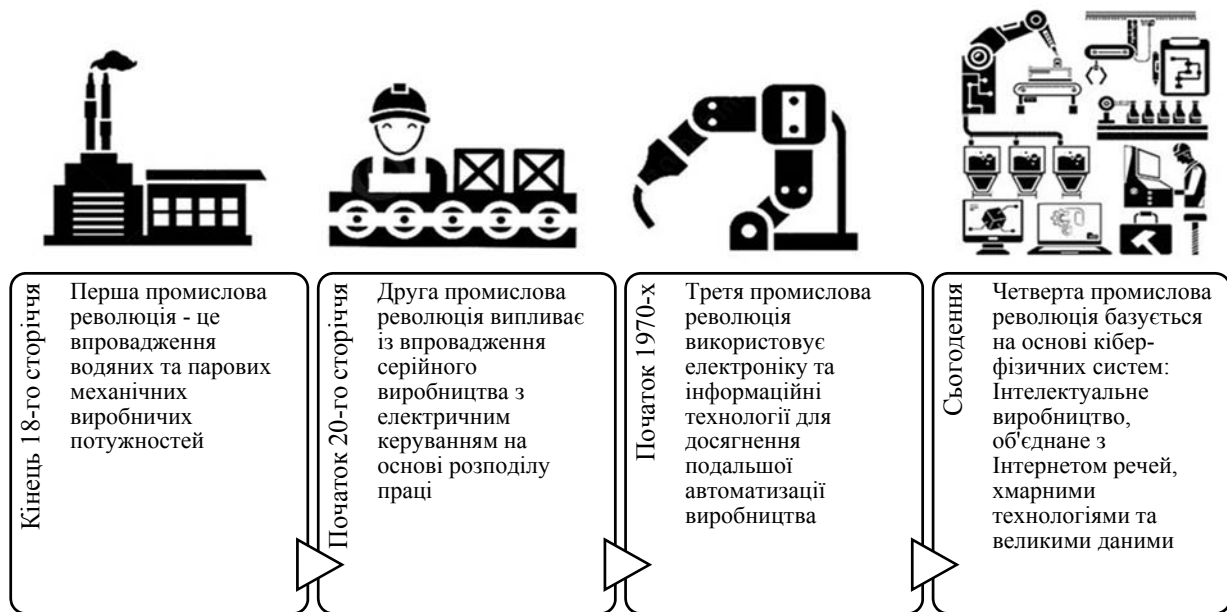 Кінець 18-го сторіччя
Перша промислова
революція - це
впровадження
водяних та парових
механічних
виробничих
потужностей
Початок 20-го сторіччя
Друга промислова
революція випливає
із впровадження
серійного
виробництва з
електричним
керуванням на
основі розподілу
праці
Початок 1970-х
Третя промислова
революція
використовує
електроніку та
інформаційні
технології для
досягнення
подальшої
автоматизації
виробництва
Сьогодення
Четверта промислова
революція базується
на основі кібер-
фізичних систем:
Інтелектуальне
виробництво,
об'єднане з
Інтернетом речей,
хмарними
технологіями та
великими даними